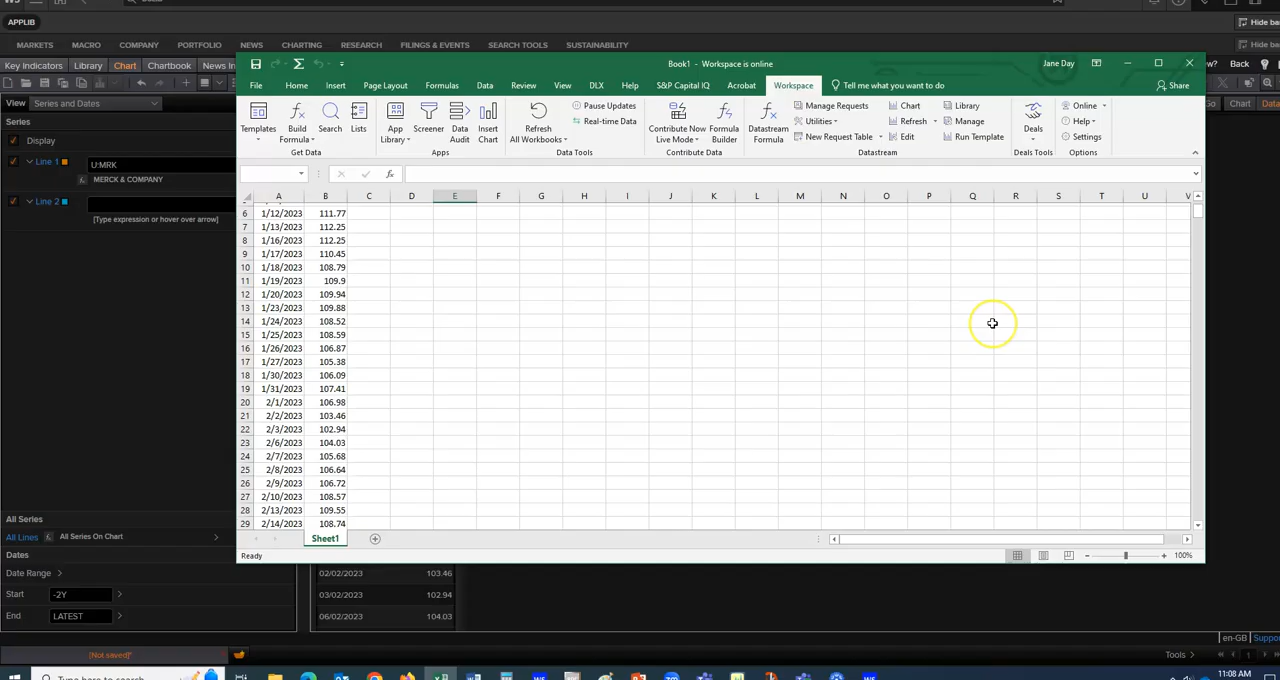 APPLIB
Hide ba
MARKETS MACRO COMPANY PORTFOLIO NEWS CHARTING RESEARCH FILINGS & EVENTS SEARCH TOOLS SUSTAINABILITY
Hide ba
Key Indicators Library Chart Chartbook News In
Book1 - Workspace is online
Jane Day
w? Back
File Home Insert Page Layout Formulas Data Review View DLX Help S&P Capital IQ Acrobat Workspace Tell me what you want to do
Share
View Series and Dates
Go Chart Data
Series
Display
Line 1 U:MRK
MERCK & COMPANY
Line 2
[Type expression or hover over arrow]
Templates Build Formula Search Lists
Get Data
App Library Screener Data Audit Insert Chart
Apps
Refresh All Workbooks
Pause Updates
Real-time Data
Data Tools
Contribute Now Live Mode Formula Builder
Contribute Data
Datastream Formula
Manage Requests Chart Library
Utilities Refresh Manage
New Request Table Edit Run Template
Datastream
Deals
Deals Tools
Online
Help
Settings
Options
A B C D E F G H I J K L M N O P Q R S T U V
6 1/12/2023 111.77
7 1/13/2023 112.25
8 1/16/2023 112.25
9 1/17/2023 110.45
10 1/18/2023 108.79
11 1/19/2023 109.9
12 1/20/2023 109.94
13 1/23/2023 109.88
14 1/24/2023 108.52
15 1/25/2023 108.59
16 1/26/2023 106.87
17 1/27/2023 105.38
18 1/30/2023 106.09
19 1/31/2023 107.41
20 2/1/2023 106.98
21 2/2/2023 103.46
22 2/3/2023 102.94
23 2/6/2023 104.03
24 2/7/2023 105.68
25 2/8/2023 106.64
26 2/9/2023 106.72
27 2/10/2023 108.57
28 2/13/2023 109.55
29 2/14/2023 108.74
Sheet1
Ready
100%
All Series
All Lines All Series On Chart
Dates
Date Range
Start -2Y
End LATEST
02/02/2023 103.46
03/02/2023 102.94
06/02/2023 104.03
en-GB Suppo
[Not saved]*
Tools
1
Type here to search
11:08 AM